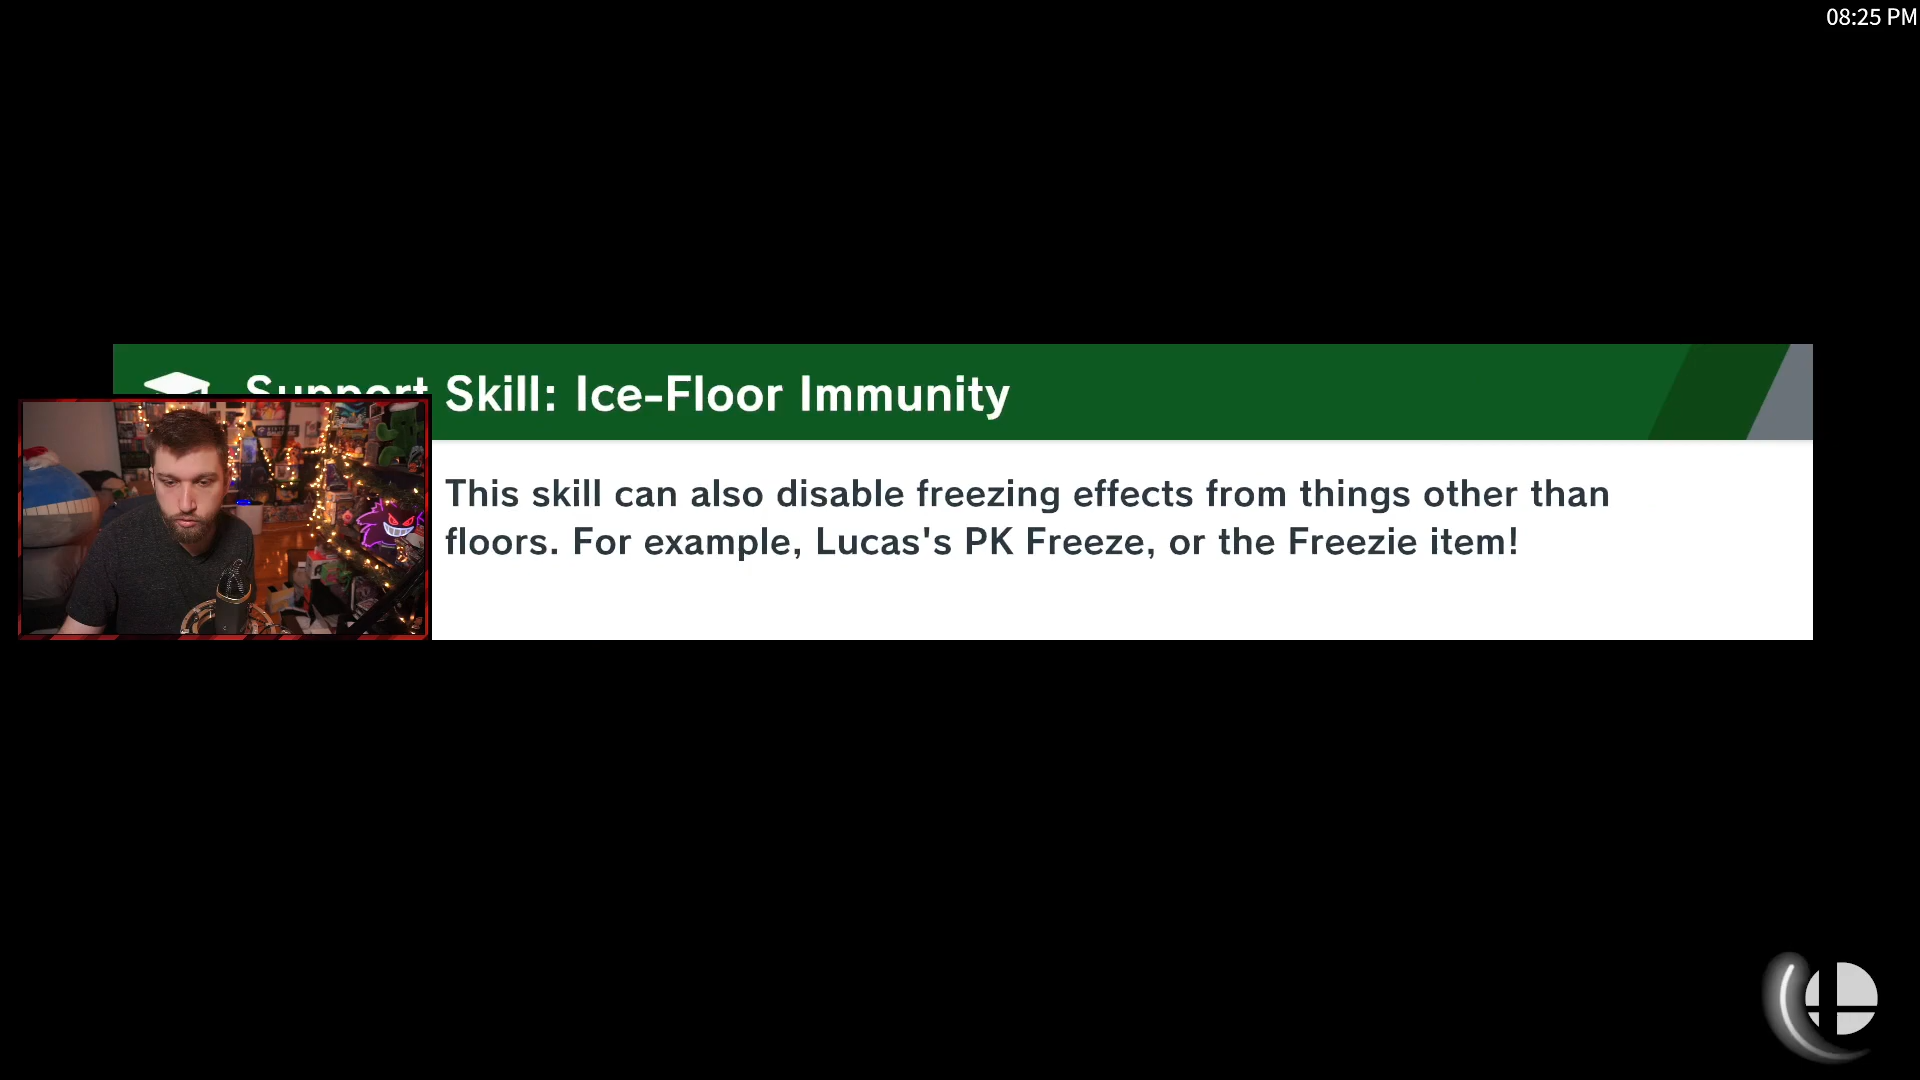 08:25 PM
Support Skill: Ice-Floor Immunity
This skill can also disable freezing effects from things other than
floors. For example, Lucas's PK Freeze, or the Freezie item!